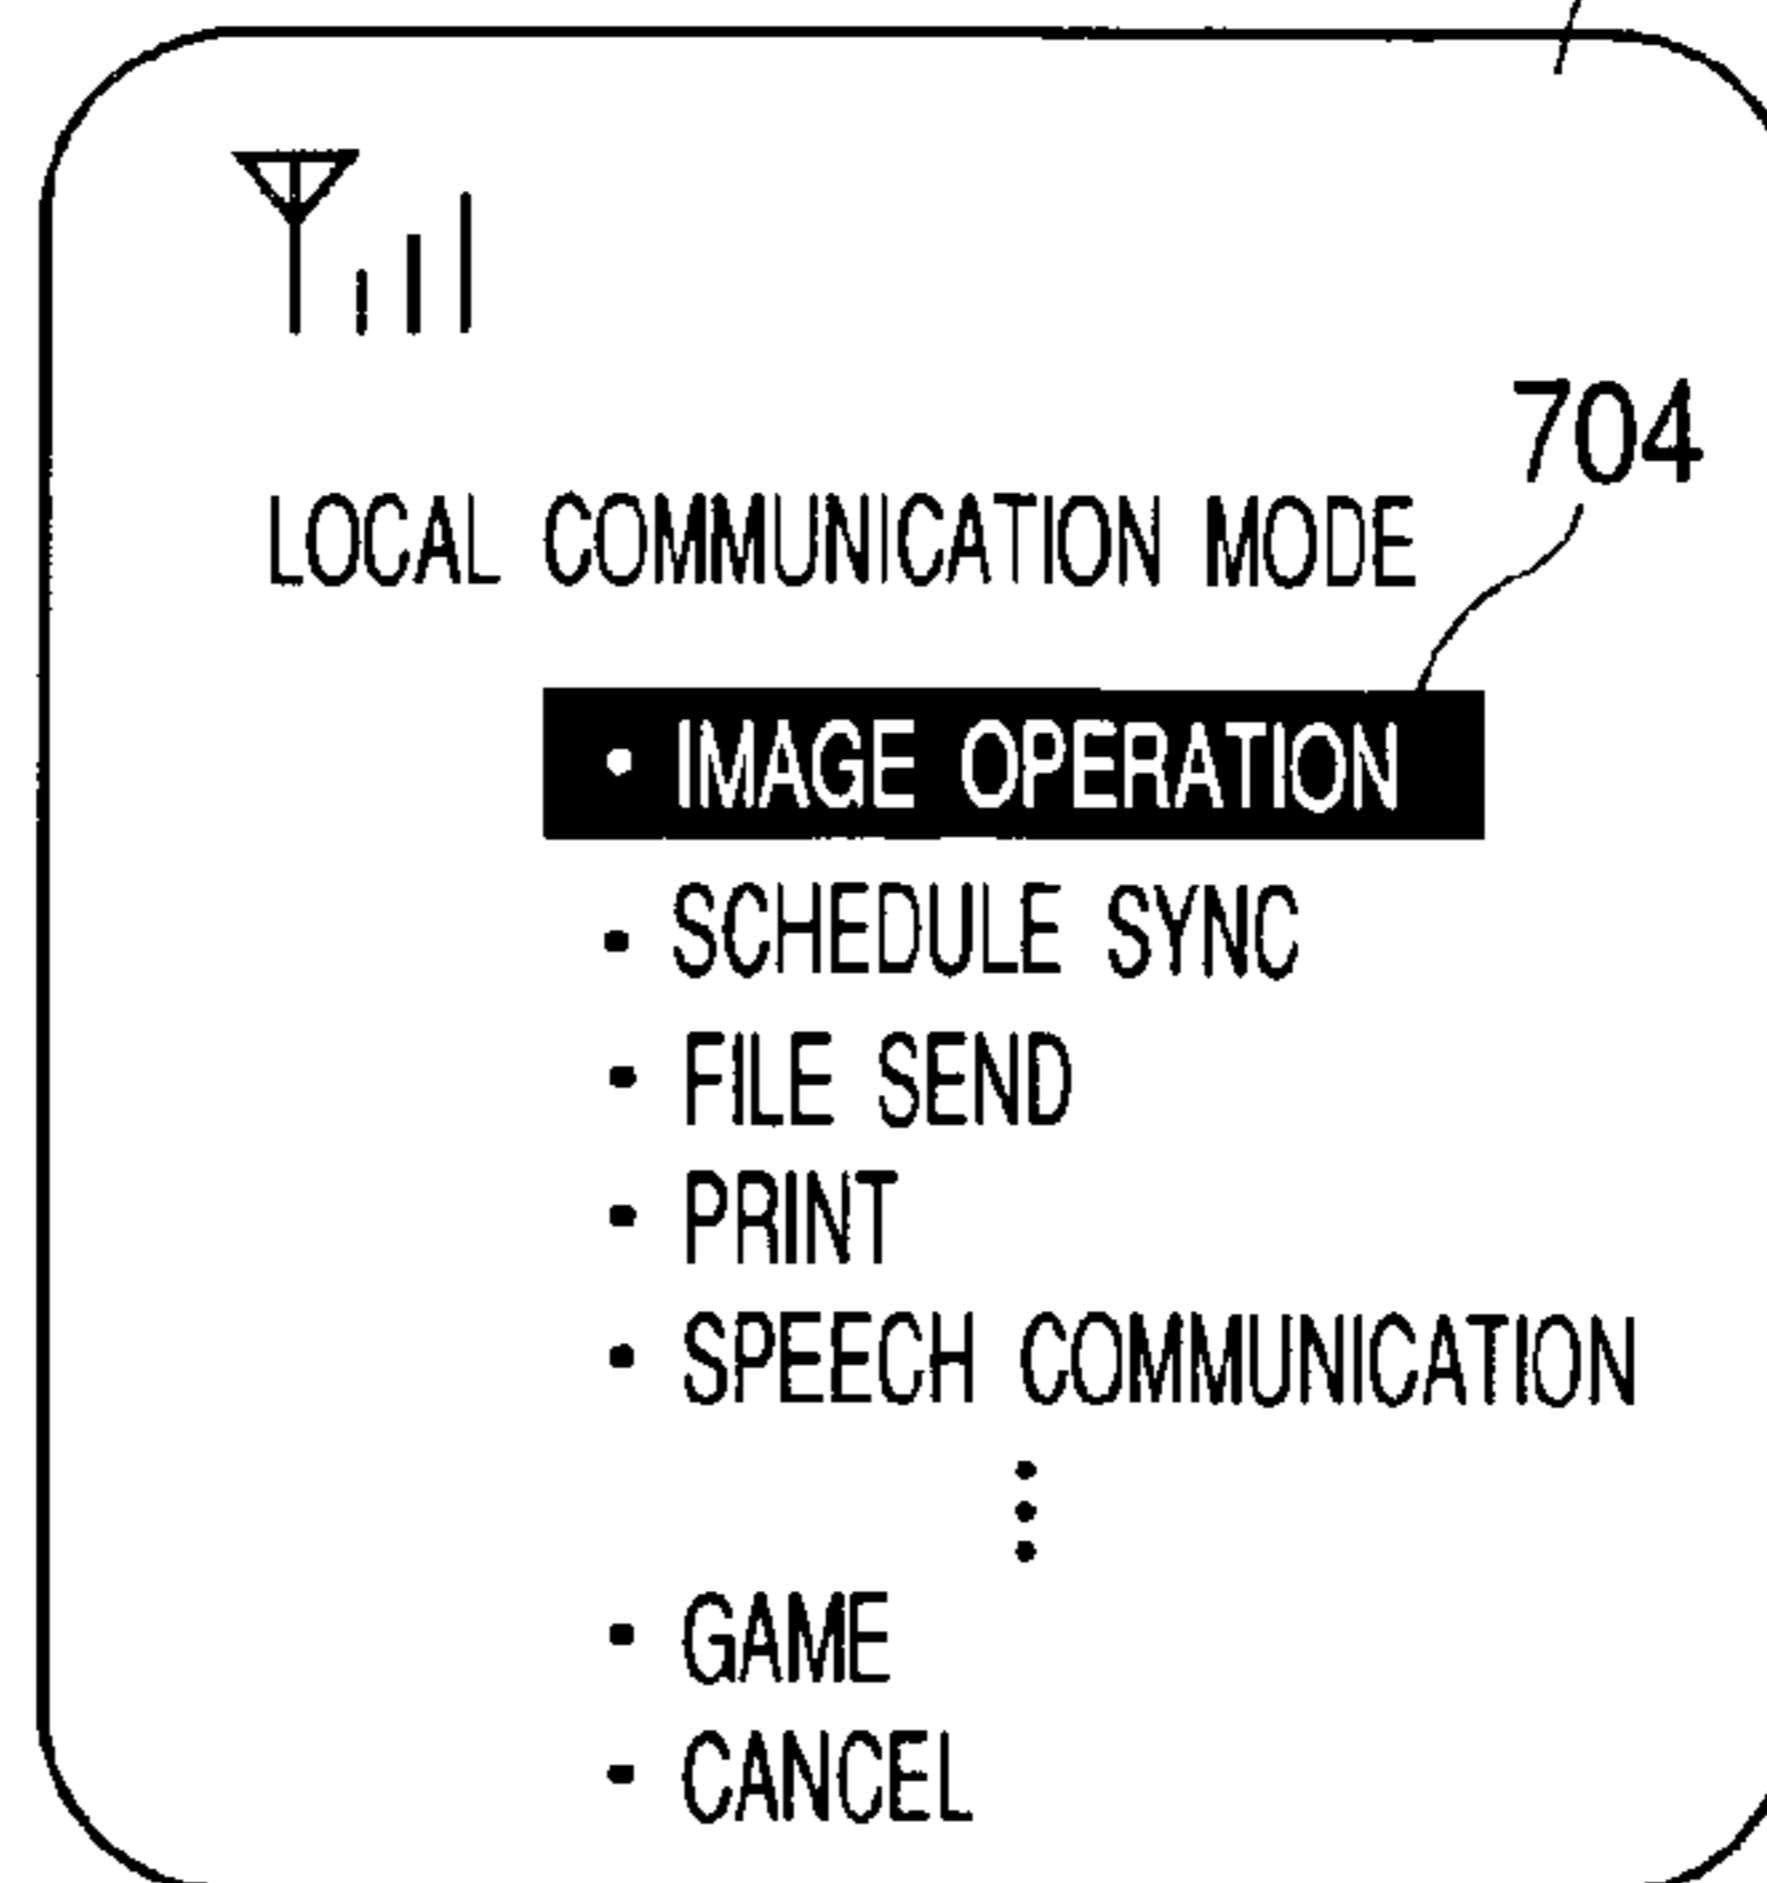 704
LOCAL COMMUNICATION MODE
• IMAGE OPERATION
• SCHEDULE SYNC
• FILE SEND
• PRINT
• SPEECH COMMUNICATION
• GAME
• CANCEL